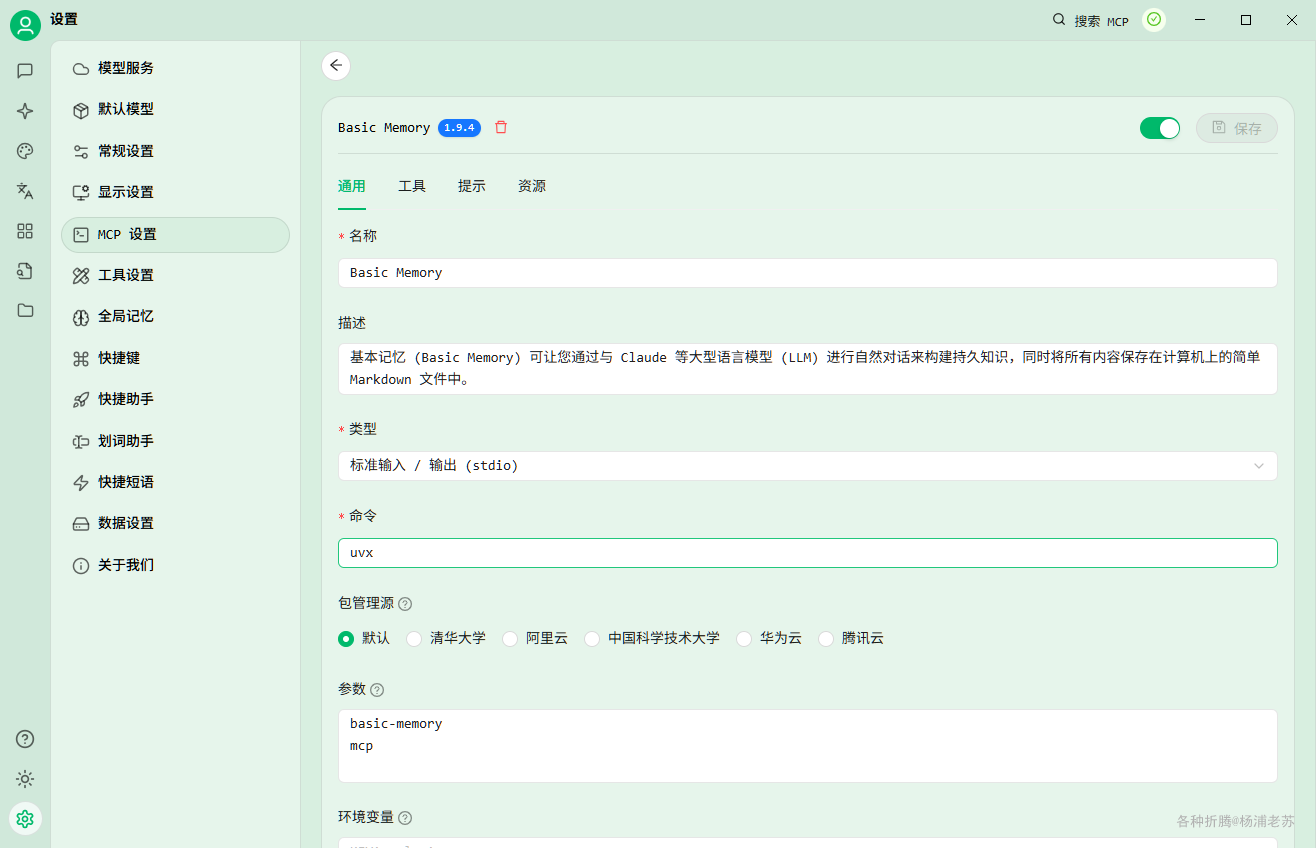 设置
搜索 MCP
模型服务
默认模型
常规设置
显示设置
MCP 设置
工具设置
全局记忆
快捷键
快捷助手
划词助手
快捷短语
数据设置
关于我们
Basic Memory 1.9.4
保存
通用 工具 提示 资源
* 名称
Basic Memory
描述
基本记忆 (Basic Memory) 可让您通过与 Claude 等大型语言模型 (LLM) 进行自然对话来构建持久知识，同时将所有内容保存在计算机上的简单
Markdown 文件中。
* 类型
标准输入 / 输出 (stdio)
* 命令
uvx
包管理源
默认 清华大学 阿里云 中国科学技术大学 华为云 腾讯云
参数
basic-memory
mcp
环境变量
各种折腾@杨浦老苏